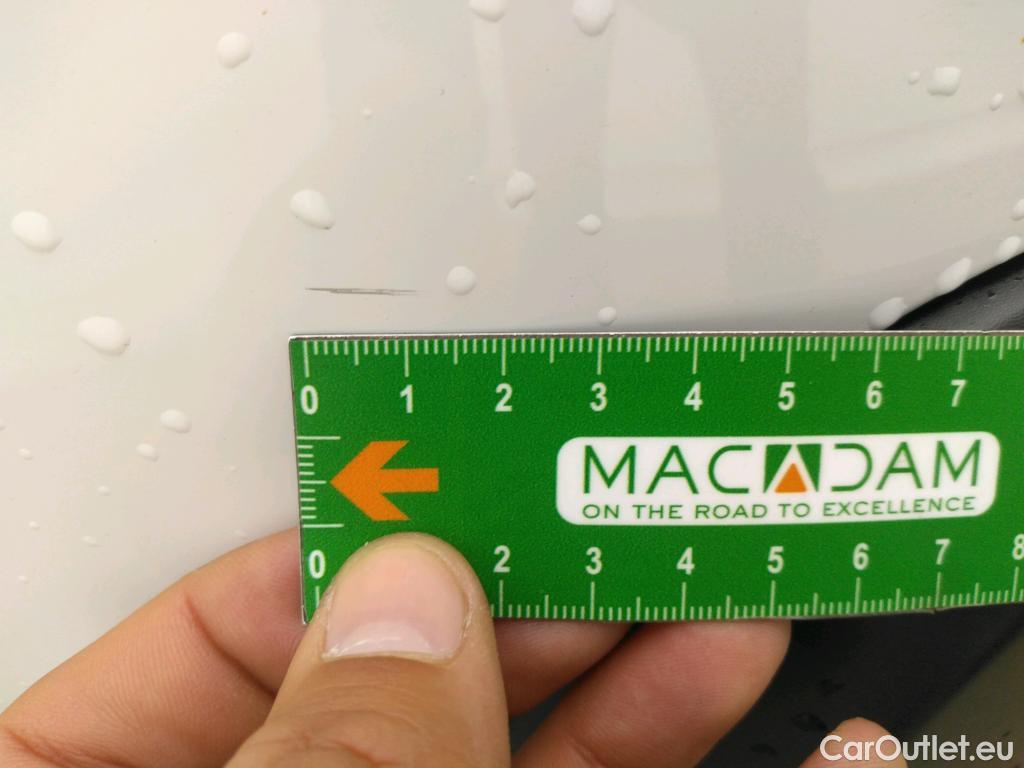 0 1 2 3 4 5 6 7
MACADAM
ON THE ROAD TO EXCELLENCE
0 2 3 4 5 6 7 8
CarOutlet.eu